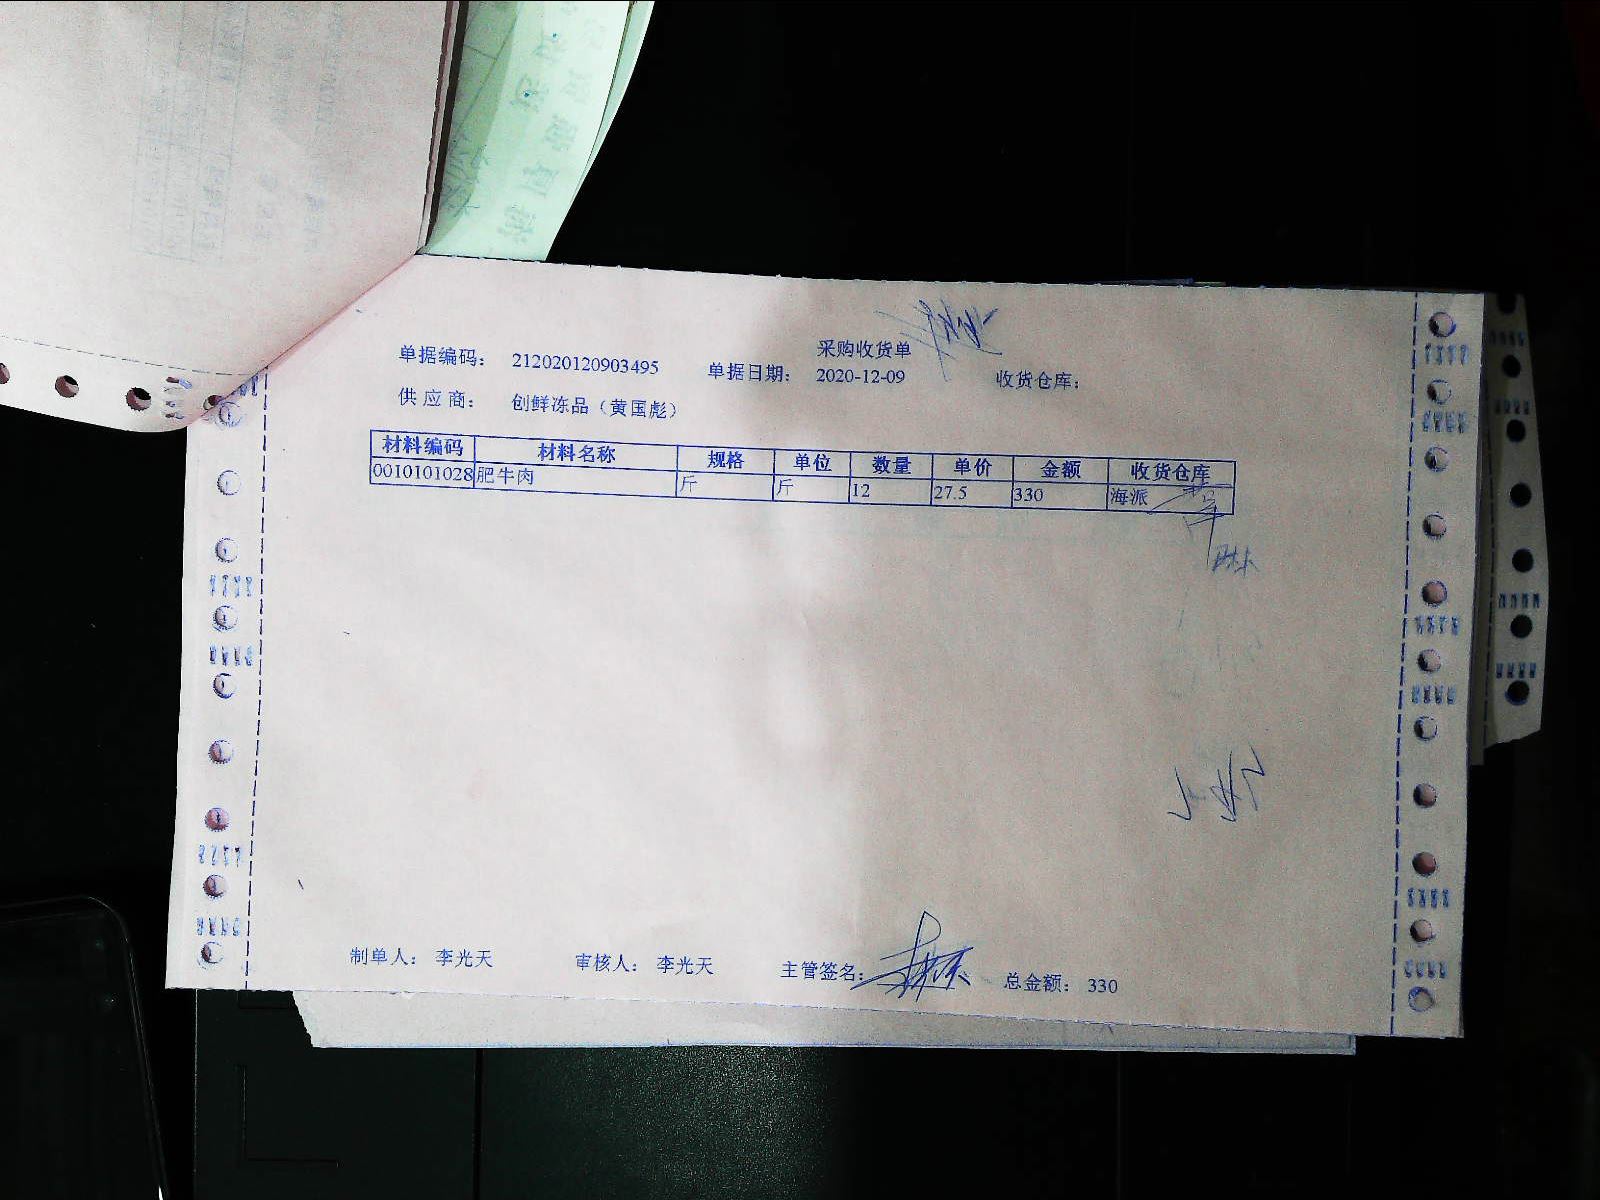 采购收货单
单据编码： 212020120903495 单据日期： 2020-12-09 收货仓库：
供应商： 创鲜冻品（黄国彪）
材料编码 材料名称 规格 单位 数量 单价 金额 收货仓库
0010101028 肥牛肉 斤 斤 12 27.5 330 海派
制单人： 李光天 审核人： 李光天 主管签名： 总金额： 330